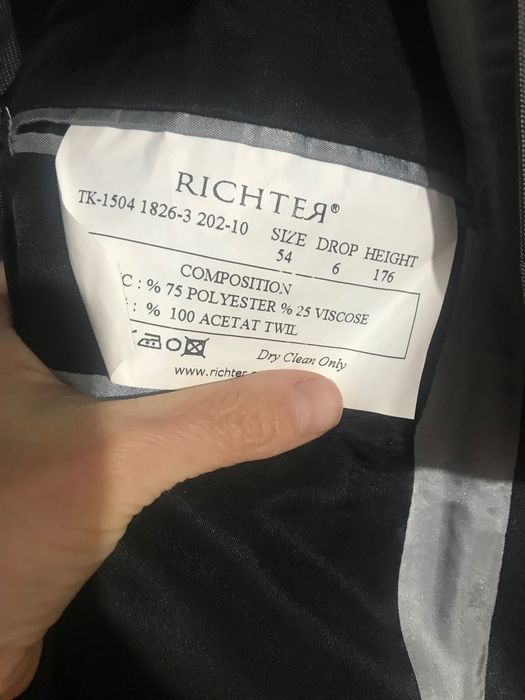 RICHTEЯ®
TK-1504 1826-3 202-10
SIZE DROP HEIGHT
54 6 176
COMPOSITION
C : % 75 POLYESTER % 25 VISCOSE
: % 100 ACETAT TWIL
Dry Clean Only
www.richter